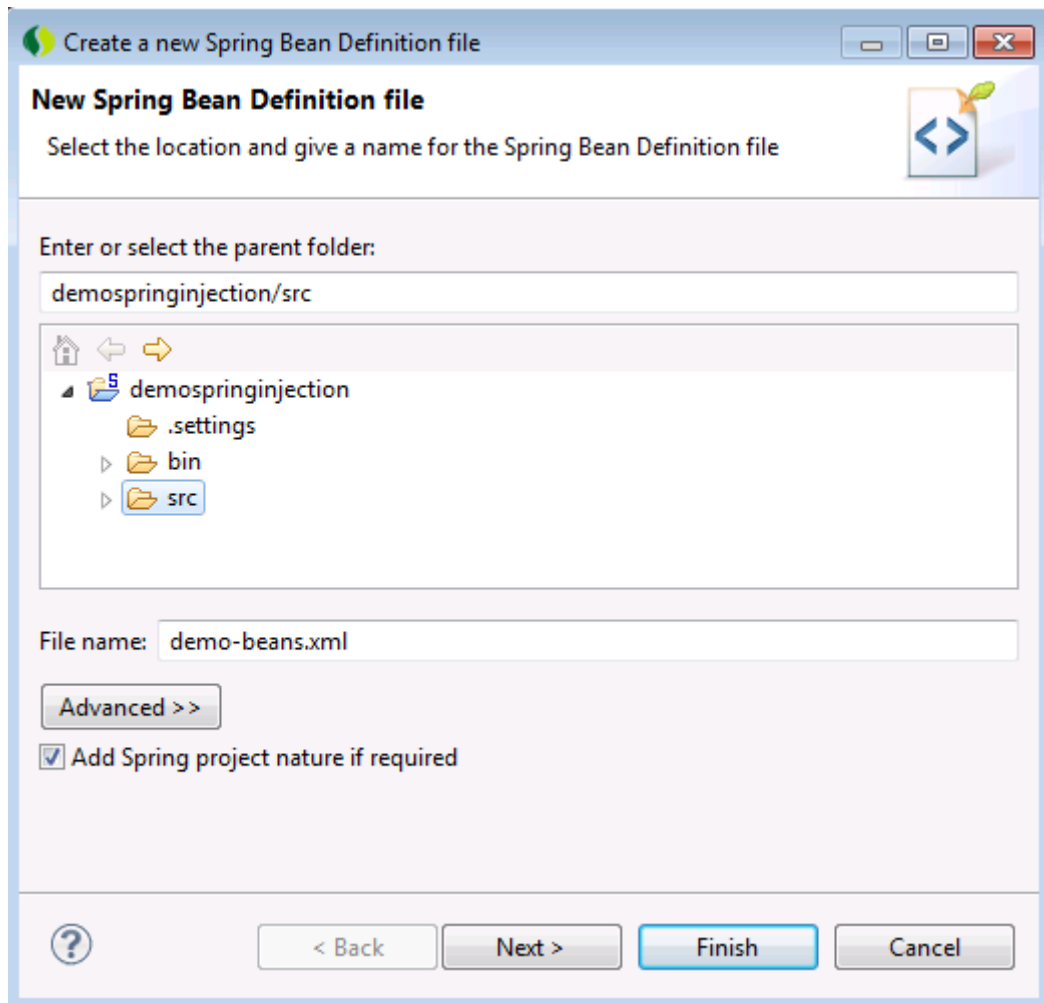 Create a new Spring Bean Definition file
New Spring Bean Definition file
Select the location and give a name for the Spring Bean Definition file
<>
Enter or select the parent folder:
demospringinjection/src
S demospringinjection
.settings
bin
src
File name: demo-beans.xml
Advanced >>
Add Spring project nature if required
? < Back Next > Finish Cancel